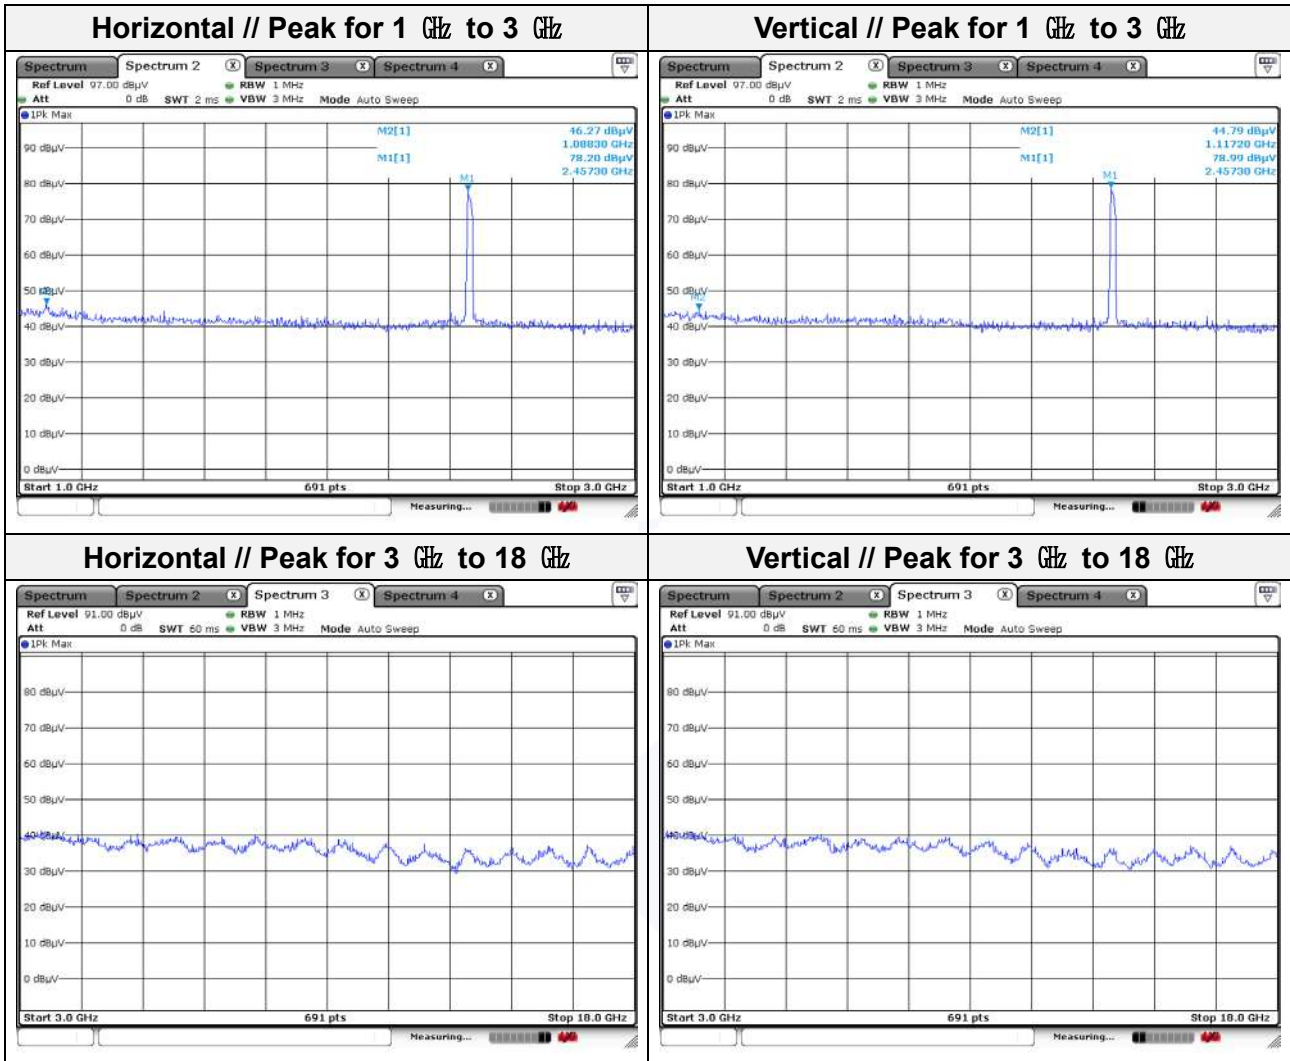 Horizontal // Peak for 1 ㎓ to 3 ㎓
Spectrum Spectrum 2 X Spectrum 3 X Spectrum 4 X
Ref Level 97.00 dBµV RBW 1 MHz
Att 0 dB SWT 2 ms VBW 3 MHz Mode Auto Sweep
1Pk Max
M2[1] 46.27 dBµV
1.08830 GHz
M1[1] 78.20 dBµV
2.45730 GHz
90 dBµV
M1
80 dBµV
70 dBµV
60 dBµV
50 dBµV
40 dBµV
30 dBµV
20 dBµV
10 dBµV
0 dBµV
Start 1.0 GHz 691 pts Stop 3.0 GHz
Measuring...
Vertical // Peak for 1 ㎓ to 3 ㎓
Spectrum Spectrum 2 X Spectrum 3 X Spectrum 4 X
Ref Level 97.00 dBµV RBW 1 MHz
Att 0 dB SWT 2 ms VBW 3 MHz Mode Auto Sweep
1Pk Max
M2[1] 44.79 dBµV
1.11720 GHz
M1[1] 78.99 dBµV
2.45730 GHz
90 dBµV
M1
80 dBµV
70 dBµV
60 dBµV
50 dBµV
M2
40 dBµV
30 dBµV
20 dBµV
10 dBµV
0 dBµV
Start 1.0 GHz 691 pts Stop 3.0 GHz
Measuring...
Horizontal // Peak for 3 ㎓ to 18 ㎓
Spectrum Spectrum 2 X Spectrum 3 X Spectrum 4 X
Ref Level 91.00 dBµV RBW 1 MHz
Att 0 dB SWT 60 ms VBW 3 MHz Mode Auto Sweep
1Pk Max
80 dBµV
70 dBµV
60 dBµV
50 dBµV
40 dBµV
30 dBµV
20 dBµV
10 dBµV
0 dBµV
Start 3.0 GHz 691 pts Stop 18.0 GHz
Measuring...
Vertical // Peak for 3 ㎓ to 18 ㎓
Spectrum Spectrum 2 X Spectrum 3 X Spectrum 4 X
Ref Level 91.00 dBµV RBW 1 MHz
Att 0 dB SWT 60 ms VBW 3 MHz Mode Auto Sweep
1Pk Max
80 dBµV
70 dBµV
60 dBµV
50 dBµV
40 dBµV
30 dBµV
20 dBµV
10 dBµV
0 dBµV
Start 3.0 GHz 691 pts Stop 18.0 GHz
Measuring...